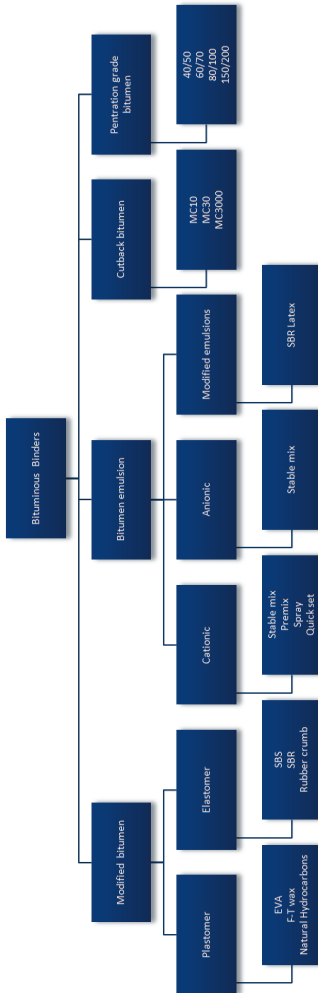 Bituminous Binders
Modified bitumen
Bitumen emulsion
Cutback bitumen
Pentration grade
bitumen
Plastomer
Elastomer
Cationic
Anionic
Modified emulsions
MC10
MC30
MC3000
40/50
60/70
80/100
150/200
EVA
F-T wax
Natural Hydrocarbons
SBS
SBR
Rubber crumb
Stable mix
Premix
Spray
Quick set
Stable mix
SBR Latex